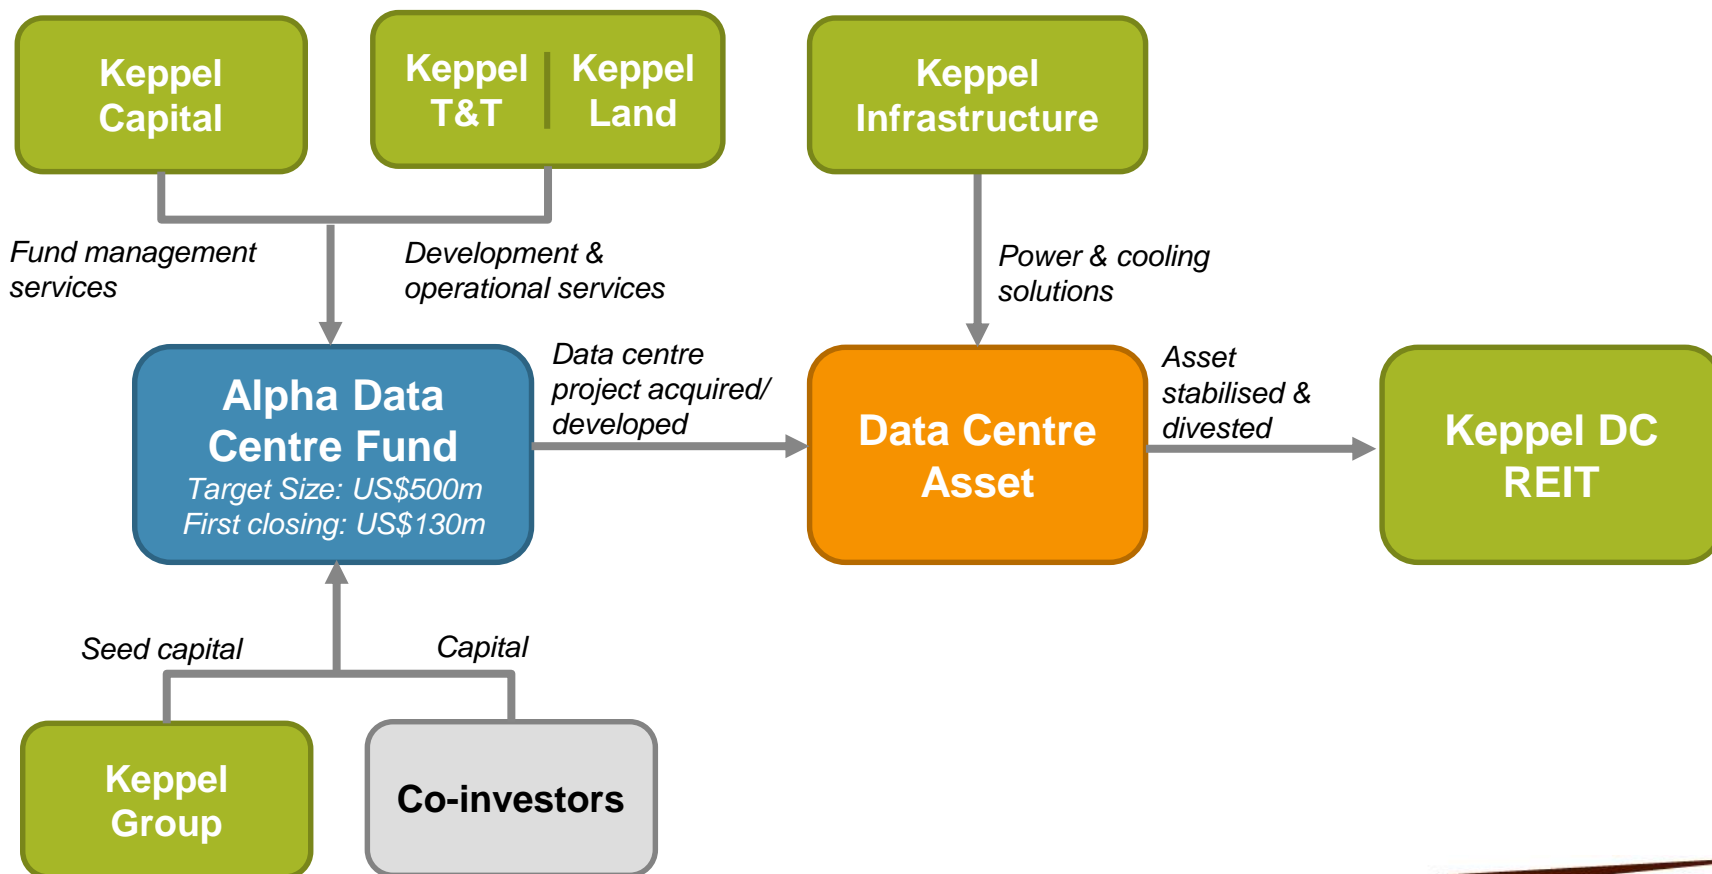 Keppel
Capital
Keppel
T&T
Keppel
Land
Keppel
Infrastructure
Fund management
services
Development &
operational services
Power & cooling
solutions
Alpha Data
Centre Fund
Target Size: US$500m
First closing: US$130m
Data centre
project acquired/
developed
Data Centre
Asset
Asset
stabilised &
divested
Keppel DC
REIT
Seed capital
Capital
Keppel
Group
Co-investors